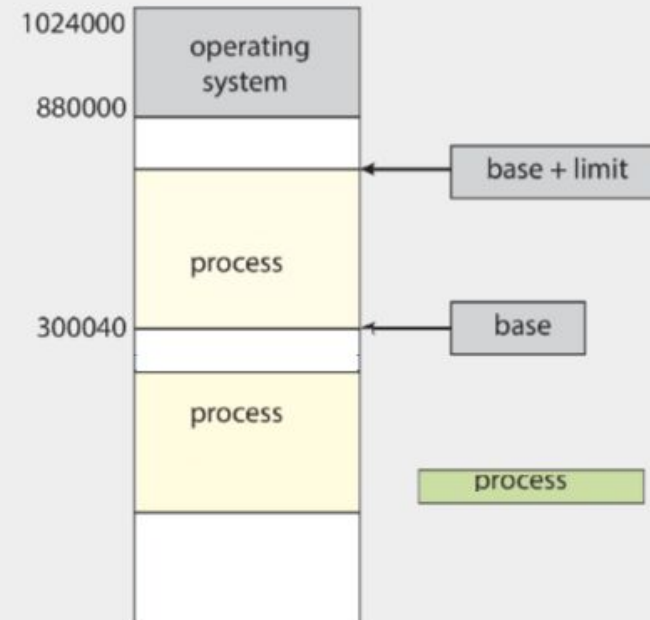 1024000
operating
system
880000
base + limit
process
300040
base
process
process